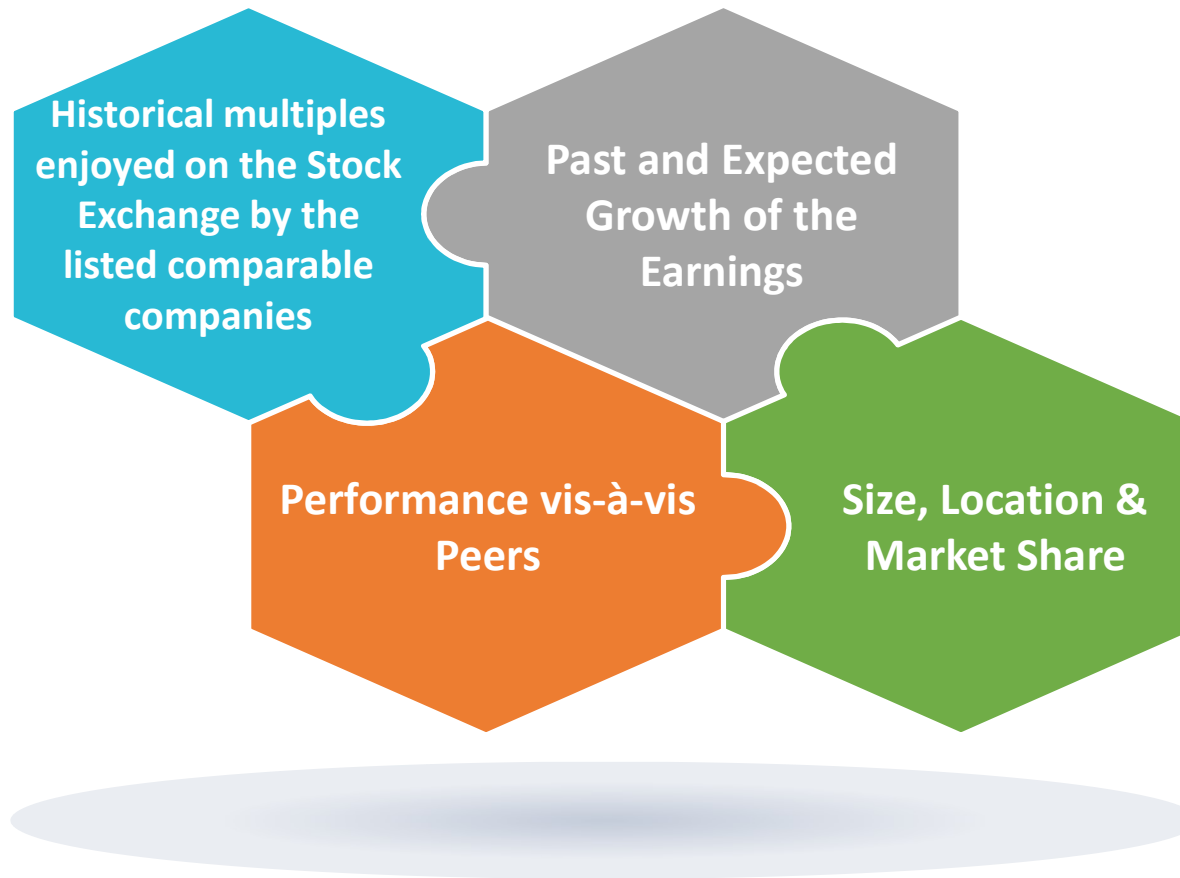 Historical multiples
enjoyed on the Stock
Exchange by the
listed comparable
companies
Past and Expected
Growth of the
Earnings
Performance vis-à-vis
Peers
Size, Location &
Market Share